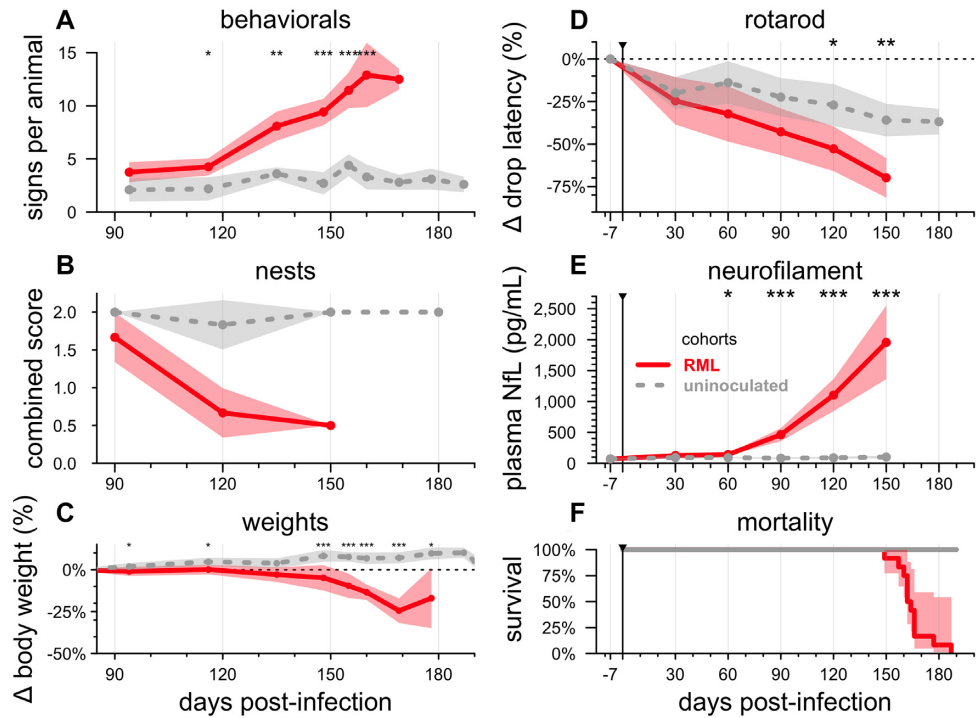 A behaviorals
* ** *** *** ***
signs per animal
15
10
5
0
90 120 150 180
B nests
combined score
2.0
1.5
1.0
0.5
0.0
90 120 150 180
C weights
* * *** *** *** *** *
Δ body weight (%)
0%
-25%
-50%
90 120 150 180
days post-infection
D rotarod
* **
Δ drop latency (%)
0%
-25%
-50%
-75%
-7 30 60 90 120 150 180
E neurofilament
* *** *** ***
plasma NfL (pg/mL)
2,500
2,000
1,500
1,000
500
0
cohorts
RML
uninoculated
-7 30 60 90 120 150 180
F mortality
survival
100%
75%
50%
25%
0%
-7 30 60 90 120 150 180
days post-infection